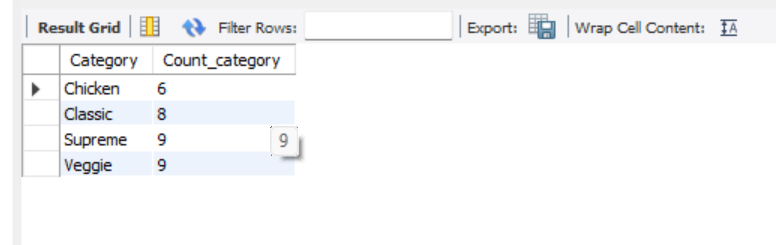 Result Grid Filter Rows: Export: Wrap Cell Content: IA
Category Count_category
Chicken 6
Classic 8
Supreme 9 9
Veggie 9